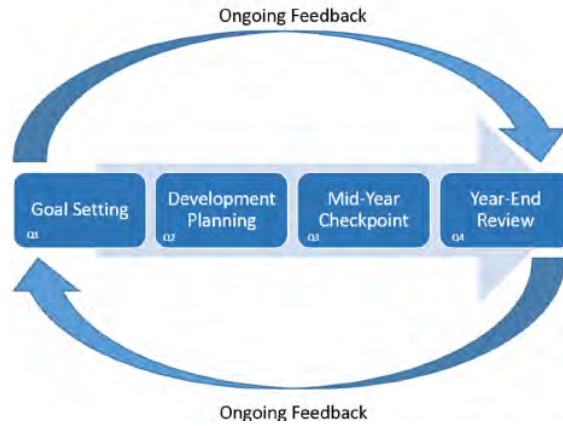 Ongoing Feedback
Goal Setting
Q1
Development
Planning
Q2
Mid-Year
Checkpoint
Q3
Year-End
Review
Q4
Ongoing Feedback